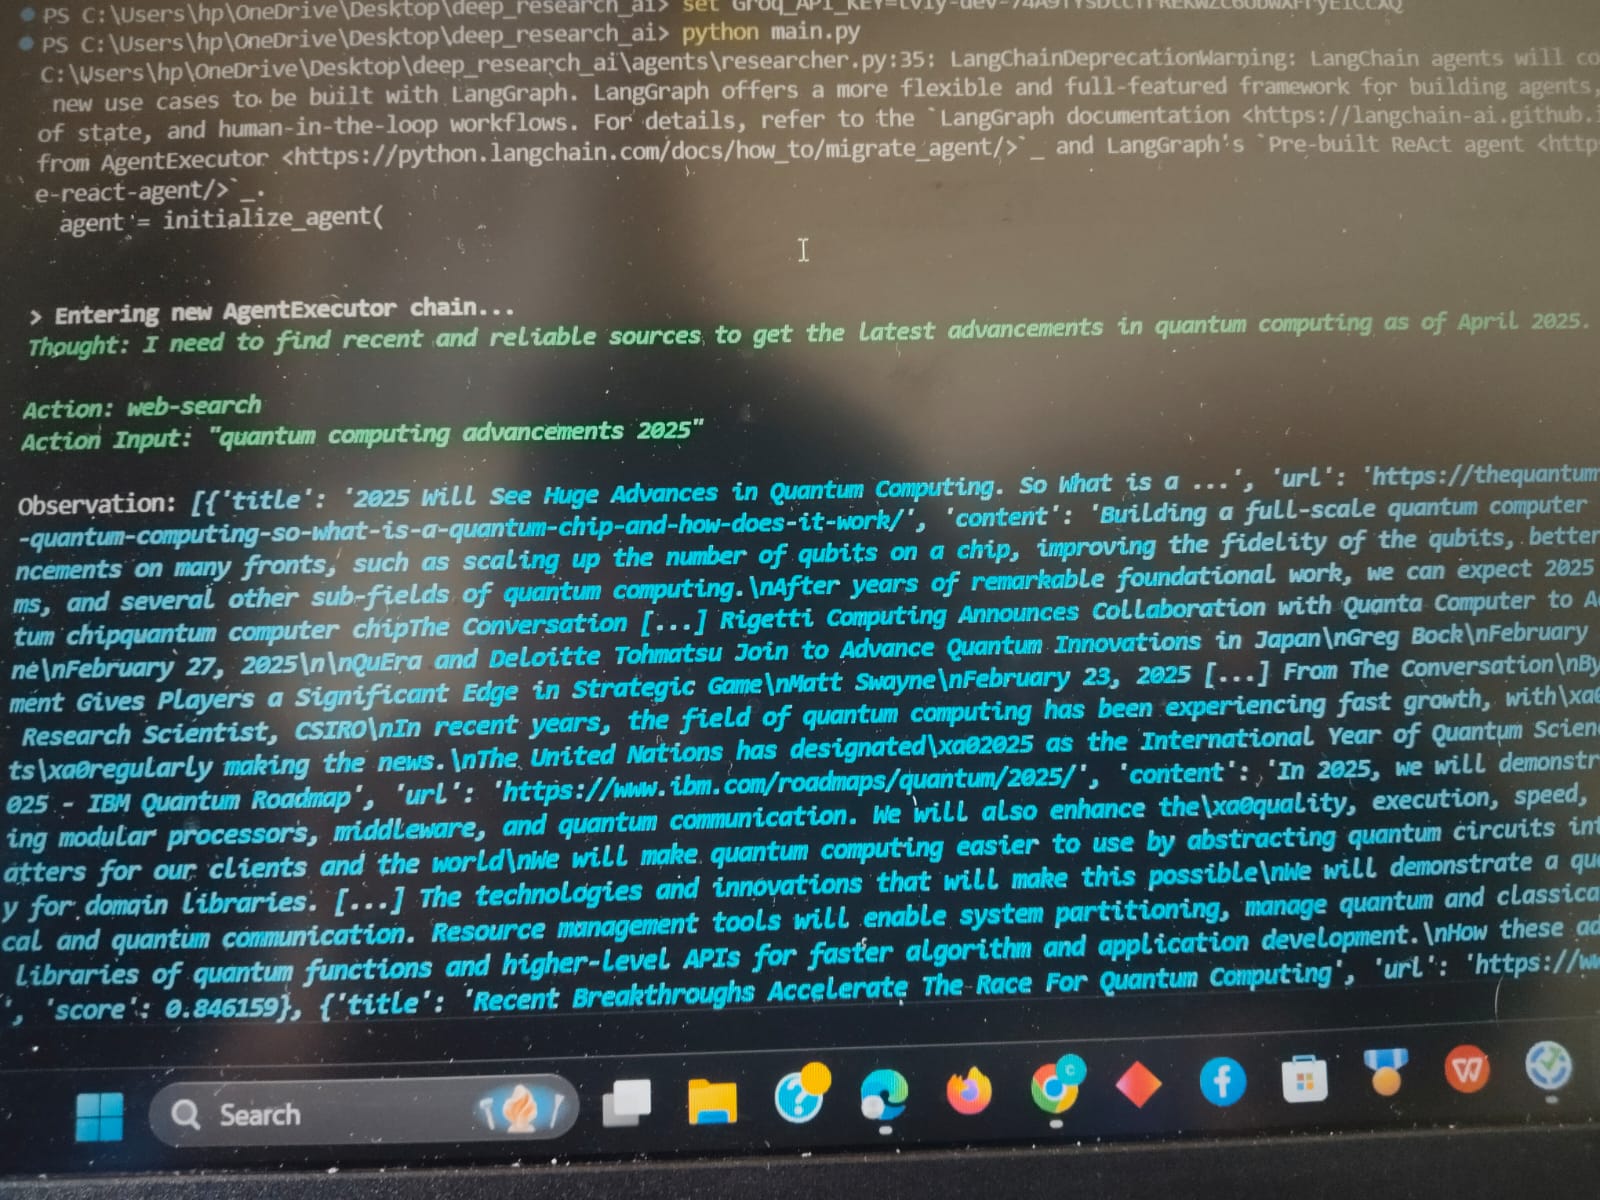 PS C:\Users\hp\OneDrive\Desktop\deep_research_ai> set Groq_API_KEY=
PS C:\Users\hp\OneDrive\Desktop\deep_research_ai> python main.py
C:\Users\hp\OneDrive\Desktop\deep_research_ai\agents\researcher.py:35: LangChainDeprecationWarning: LangChain agents will co
new use cases to be built with LangGraph. LangGraph offers a more flexible and full-featured framework for building agents,
of state, and human-in-the-loop workflows. For details, refer to the `LangGraph documentation <https://langchain-ai.github.
from AgentExecutor <https://python.langchain.com/docs/how_to/migrate_agent/>`_ and LangGraph's `Pre-built ReAct agent <http
e-react-agent/>`_.
agent = initialize_agent(
> Entering new AgentExecutor chain...
Thought: I need to find recent and reliable sources to get the latest advancements in quantum computing as of April 2025.
Action: web-search
Action Input: "quantum computing advancements 2025"
Observation: [{'title': '2025 Will See Huge Advances in Quantum Computing. So What is a ...', 'url': 'https://thequantum
-quantum-computing-so-what-is-a-quantum-chip-and-how-does-it-work/', 'content': 'Building a full-scale quantum computer
ncements on many fronts, such as scaling up the number of qubits on a chip, improving the fidelity of the qubits, better
ms, and several other sub-fields of quantum computing.\nAfter years of remarkable foundational work, we can expect 2025
tum chipquantum computer chipThe Conversation [...] Rigetti Computing Announces Collaboration with Quanta Computer to A
ne\nFebruary 27, 2025\n\nQuEra and Deloitte Tohmatsu Join to Advance Quantum Innovations in Japan\nGreg Bock\nFebruary
ment Gives Players a Significant Edge in Strategic Game\nMatt Swayne\nFebruary 23, 2025 [...] From The Conversation\nBy
Research Scientist, CSIRO\nIn recent years, the field of quantum computing has been experiencing fast growth, with\xa0
ts\xa0regularly making the news.\nThe United Nations has designated\xa02025 as the International Year of Quantum Scien
025 - IBM Quantum Roadmap', 'url': 'https://www.ibm.com/roadmaps/quantum/2025/', 'content': 'In 2025, we will demonstr
ing modular processors, middleware, and quantum communication. We will also enhance the\xa0quality, execution, speed,
atters for our clients and the world\nWe will make quantum computing easier to use by abstracting quantum circuits int
y for domain libraries. [...] The technologies and innovations that will make this possible\nWe will demonstrate a qu
cal and quantum communication. Resource management tools will enable system partitioning, manage quantum and classica
libraries of quantum functions and higher-level APIs for faster algorithm and application development.\nHow these ad
', 'score': 0.846159}, {'title': 'Recent Breakthroughs Accelerate The Race For Quantum Computing', 'url': 'https://ww
Search